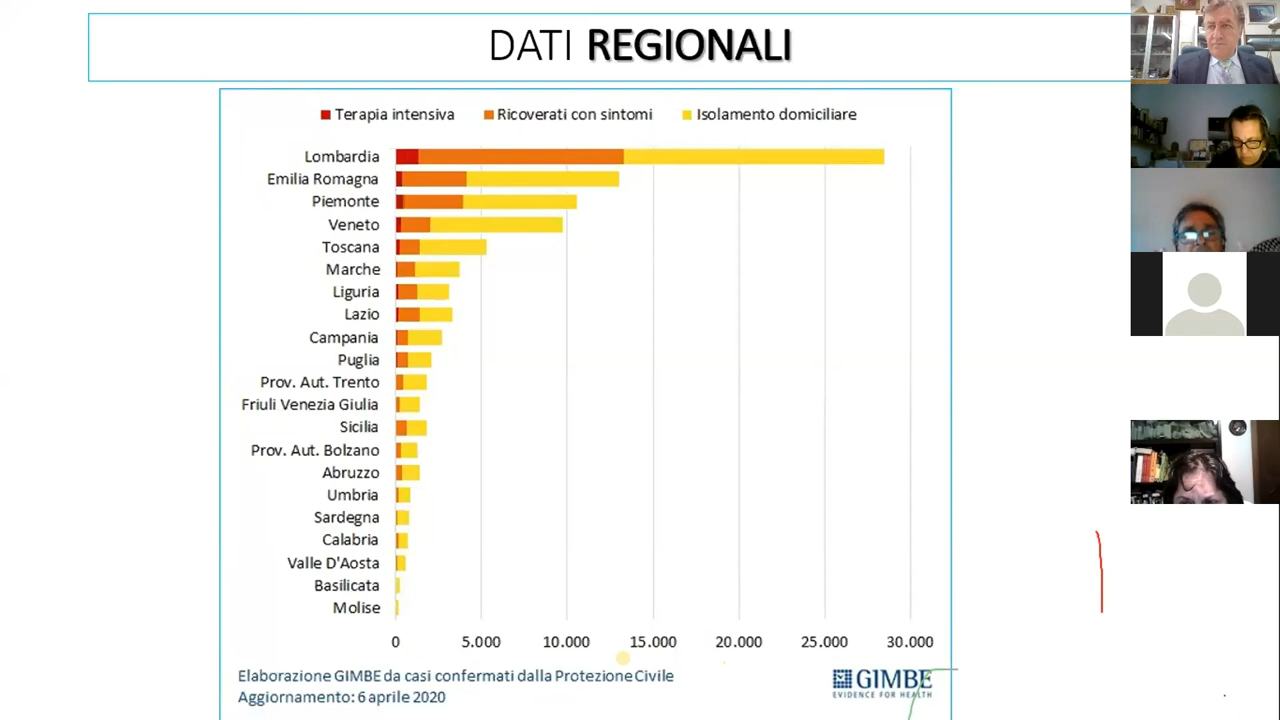 DATI REGIONALI
Terapia intensiva Ricoverati con sintomi Isolamento domiciliare
Lombardia
Emilia Romagna
Piemonte
Veneto
Toscana
Marche
Liguria
Lazio
Campania
Puglia
Prov. Aut. Trento
Friuli Venezia Giulia
Sicilia
Prov. Aut. Bolzano
Abruzzo
Umbria
Sardegna
Calabria
Valle D'Aosta
Basilicata
Molise
0 5.000 10.000 15.000 20.000 25.000 30.000
Elaborazione GIMBE da casi confermati dalla Protezione Civile
Aggiornamento: 6 aprile 2020
GIMBE
EVIDENCE FOR HEALTH